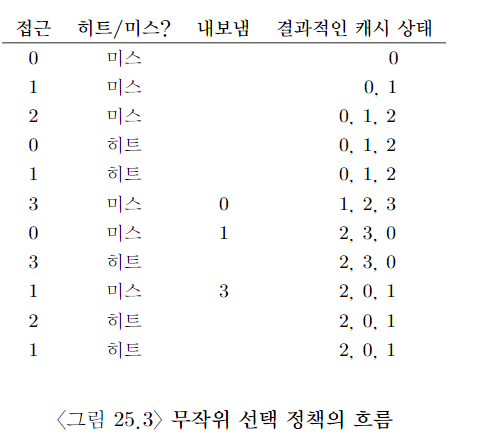 접근 히트/미스? 내보냄 결과적인 캐시 상태
0 미스 0
1 미스 0, 1
2 미스 0, 1, 2
0 히트 0, 1, 2
1 히트 0, 1, 2
3 미스 0 1, 2, 3
0 미스 1 2, 3, 0
3 히트 2, 3, 0
1 미스 3 2, 0, 1
2 히트 2, 0, 1
1 히트 2, 0, 1
〈그림 25.3〉 무작위 선택 정책의 흐름